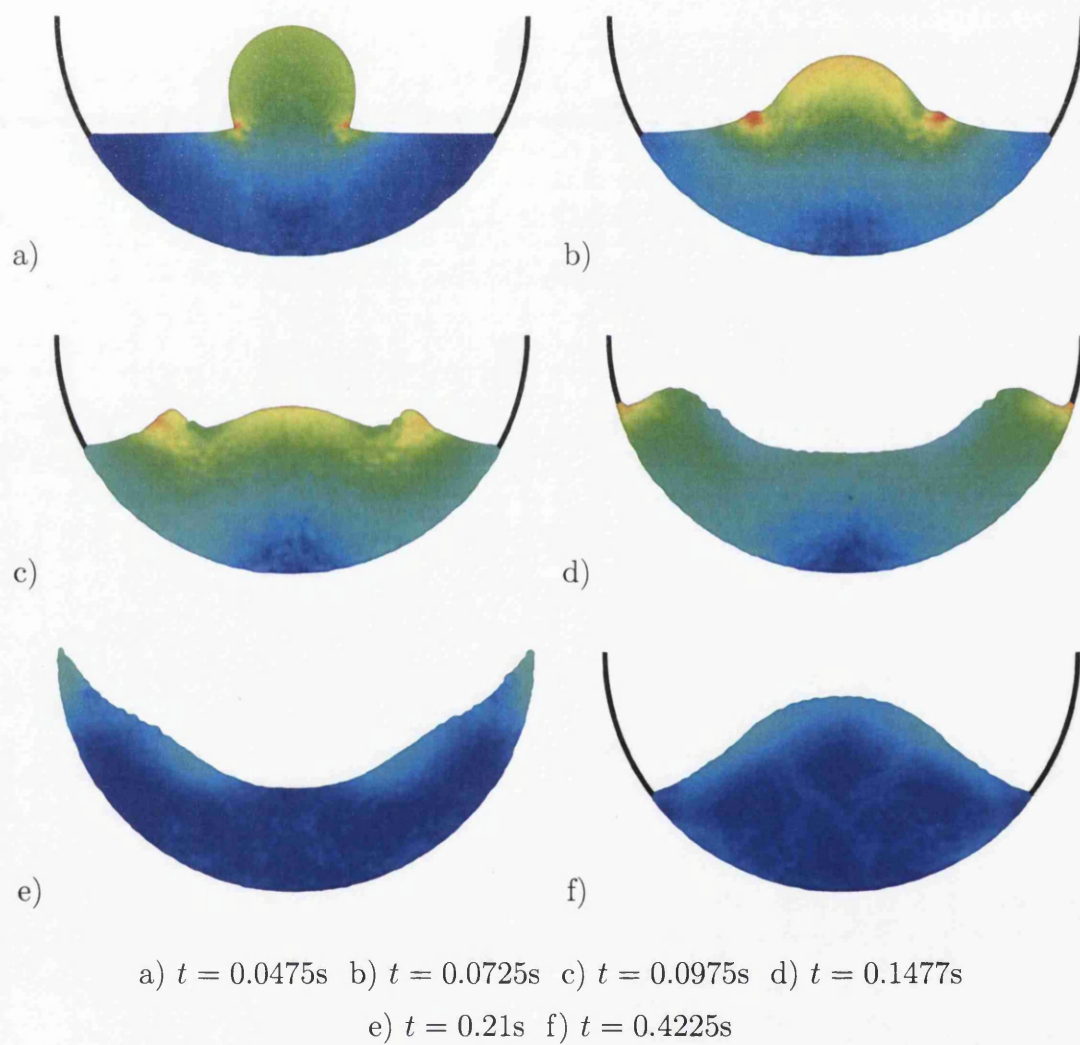 a) b)
c) d)
e) f)
a) t = 0.0475s b) t = 0.0725s c) t = 0.0975s d) t = 0.1477s
e) t = 0.21s f) t = 0.4225s